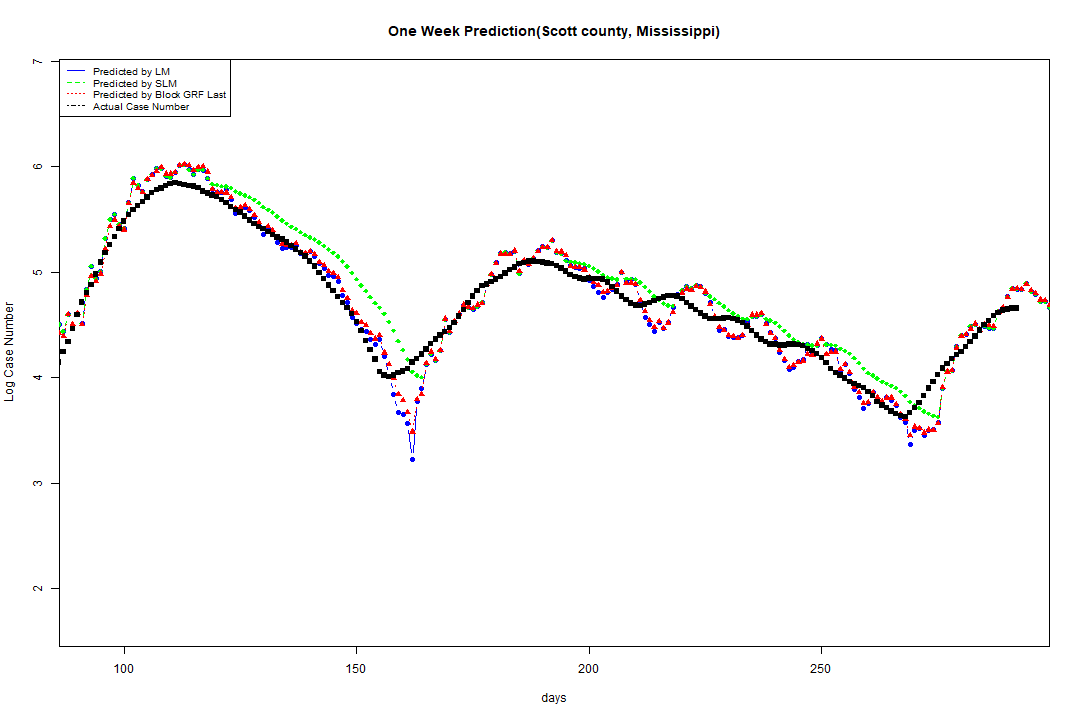 One Week Prediction(Scott county, Mississippi)
Predicted by LM
Predicted by SLM
Predicted by Block GRF Last
Actual Case Number
7
6
5
4
3
2
Log Case Number
100 150 200 250
days